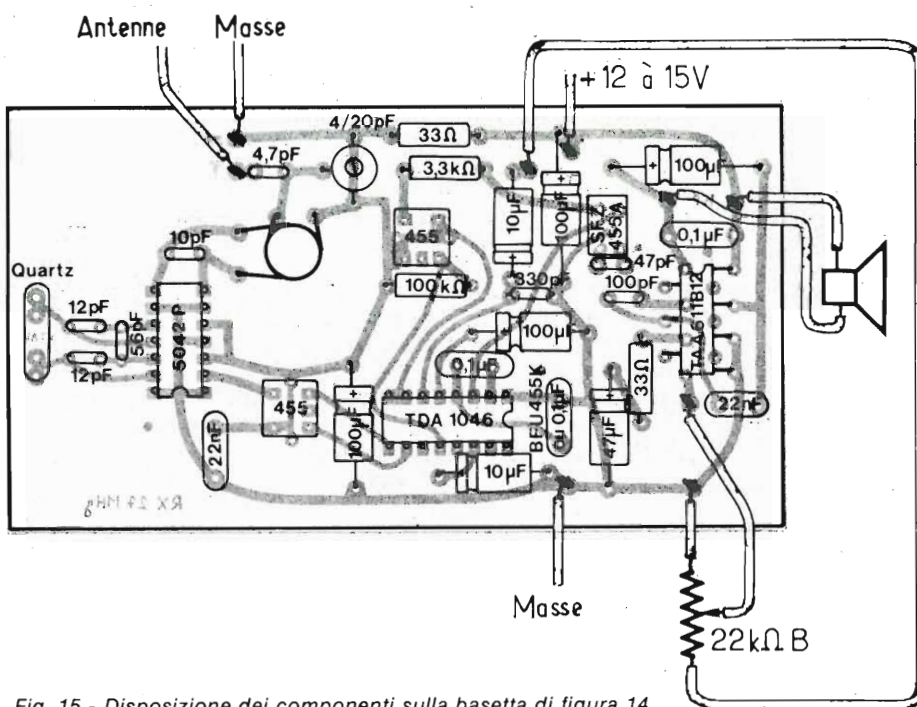 Antenne
Masse
+12 à 15V
4/20pF
33Ω
4,7pF
3,3kΩ
100µF
10µF
100µF
SFZ 455A
0,1µF
10pF
455
47pF
Quartz
100kΩ
330pF
100pF
12pF
56pF
5042 P
100µF
TAA611B12
12pF
0,1µF
33Ω
455
BFU455K
ou 0,1µF
22nF
100µF
TDA 1046
47µF
22nF
10µF
RX 27 MHz
Masse
22kΩ B
Fig. 15 - Disposizione dei componenti sulla basetta di figura 14